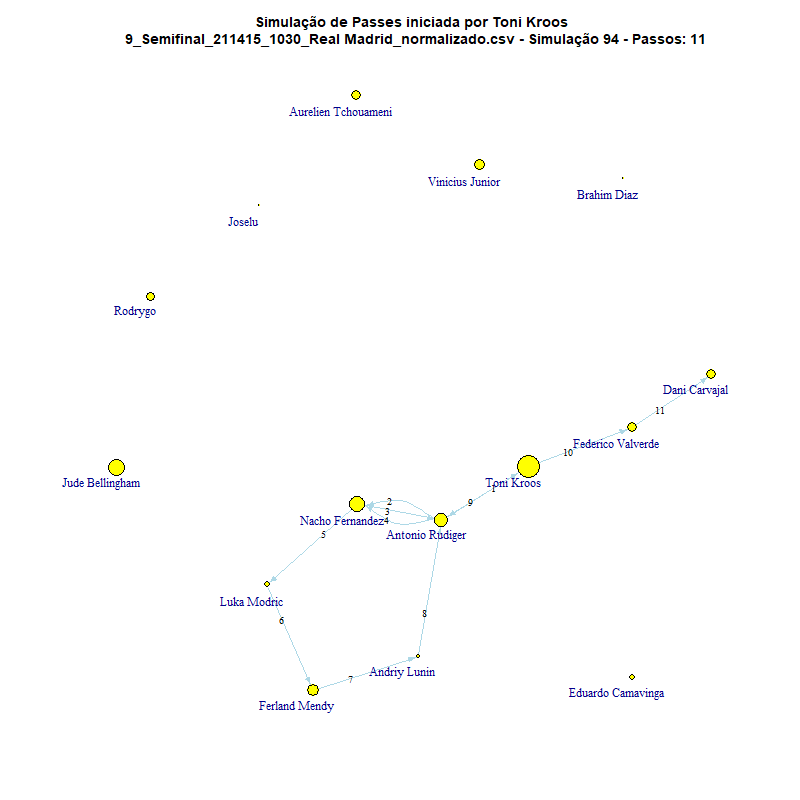 Simulação de Passes iniciada por Toni Kroos
9_Semifinal_211415_1030_Real Madrid_normalizado.csv - Simulação 94 - Passos: 11
Aurelien Tchouameni
Vinicius Junior
Brahim Diaz
Joselu
Rodrygo
Dani Carvajal
11
Federico Valverde
10
Jude Bellingham
Toni Kroos
1
9
2
3
4
Nacho Fernandez
Antonio Rudiger
5
Luka Modric
6
8
Andriy Lunin
7
Ferland Mendy
Eduardo Camavinga